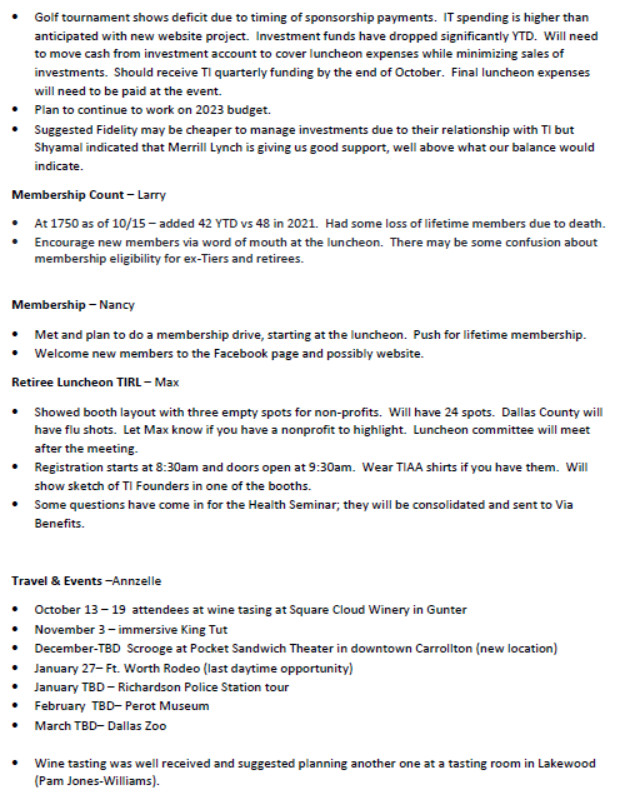 • Golf tournament shows deficit due to timing of sponsorship payments. IT spending is higher than
anticipated with new website project. Investment funds have dropped significantly YTD. Will need
to move cash from investment account to cover luncheon expenses while minimizing sales of
investments. Should receive TI quarterly funding by the end of October. Final luncheon expenses
will need to be paid at the event.
• Plan to continue to work on 2023 budget.
• Suggested Fidelity may be cheaper to manage investments due to their relationship with TI but
Shyamal indicated that Merrill Lynch is giving us good support, well above what our balance would
indicate.
Membership Count – Larry
• At 1750 as of 10/15 – added 42 YTD vs 48 in 2021. Had some loss of lifetime members due to death.
• Encourage new members via word of mouth at the luncheon. There may be some confusion about
membership eligibility for ex-Tiers and retirees.
Membership – Nancy
• Met and plan to do a membership drive, starting at the luncheon. Push for lifetime membership.
• Welcome new members to the Facebook page and possibly website.
Retiree Luncheon TIRL – Max
• Showed booth layout with three empty spots for non-profits. Will have 24 spots. Dallas County will
have flu shots. Let Max know if you have a nonprofit to highlight. Luncheon committee will meet
after the meeting.
• Registration starts at 8:30am and doors open at 9:30am. Wear TIAA shirts if you have them. Will
show sketch of TI Founders in one of the booths.
• Some questions have come in for the Health Seminar; they will be consolidated and sent to Via
Benefits.
Travel & Events –Annzelle
• October 13 – 19 attendees at wine tasing at Square Cloud Winery in Gunter
• November 3 – immersive King Tut
• December-TBD Scrooge at Pocket Sandwich Theater in downtown Carrollton (new location)
• January 27– Ft. Worth Rodeo (last daytime opportunity)
• January TBD – Richardson Police Station tour
• February TBD– Perot Museum
• March TBD– Dallas Zoo
• Wine tasting was well received and suggested planning another one at a tasting room in Lakewood
(Pam Jones-Williams).